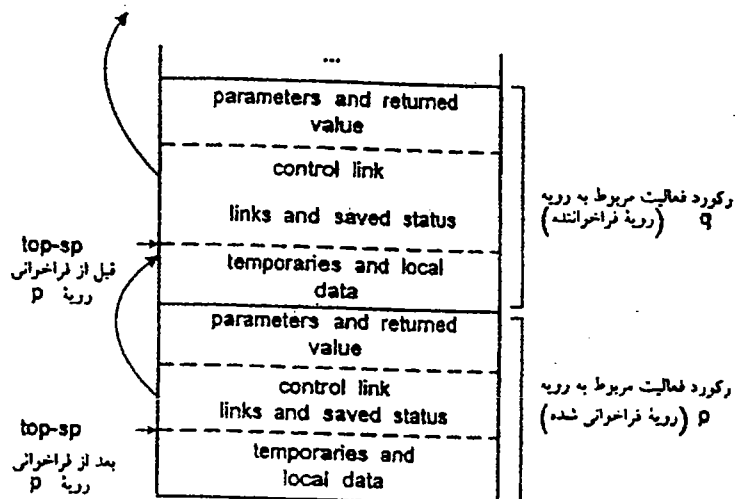 ...
parameters and returned
value
control link
links and saved status
temporaries and local
data
parameters and returned
value
control link
links and saved status
temporaries and
local data
رکورد فعالیت مربوط به رویه
q (رویهٔ فراخواننده)
رکورد فعالیت مربوط به رویه
p (رویهٔ فراخوانی شده)
top-sp
قبل از فراخوانی
رویهٔ p
top-sp
بعد از فراخوانی
رویهٔ p